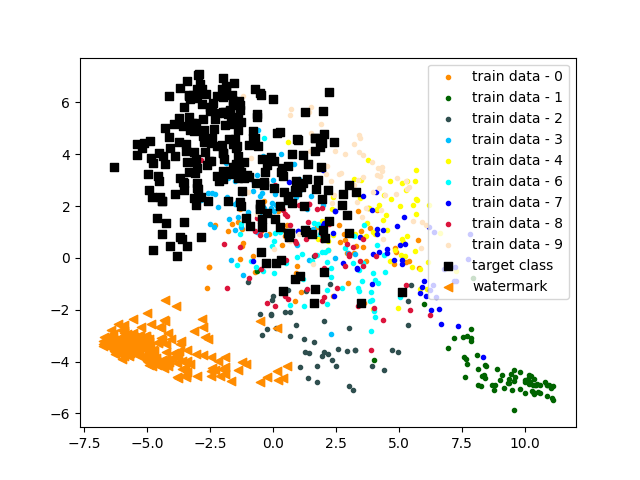 6
4
2
0
−2
−4
−6
−7.5
−5.0
−2.5
0.0
2.5
5.0
7.5
10.0
train data - 0
train data - 1
train data - 2
train data - 3
train data - 4
train data - 6
train data - 7
train data - 8
train data - 9
target class
watermark